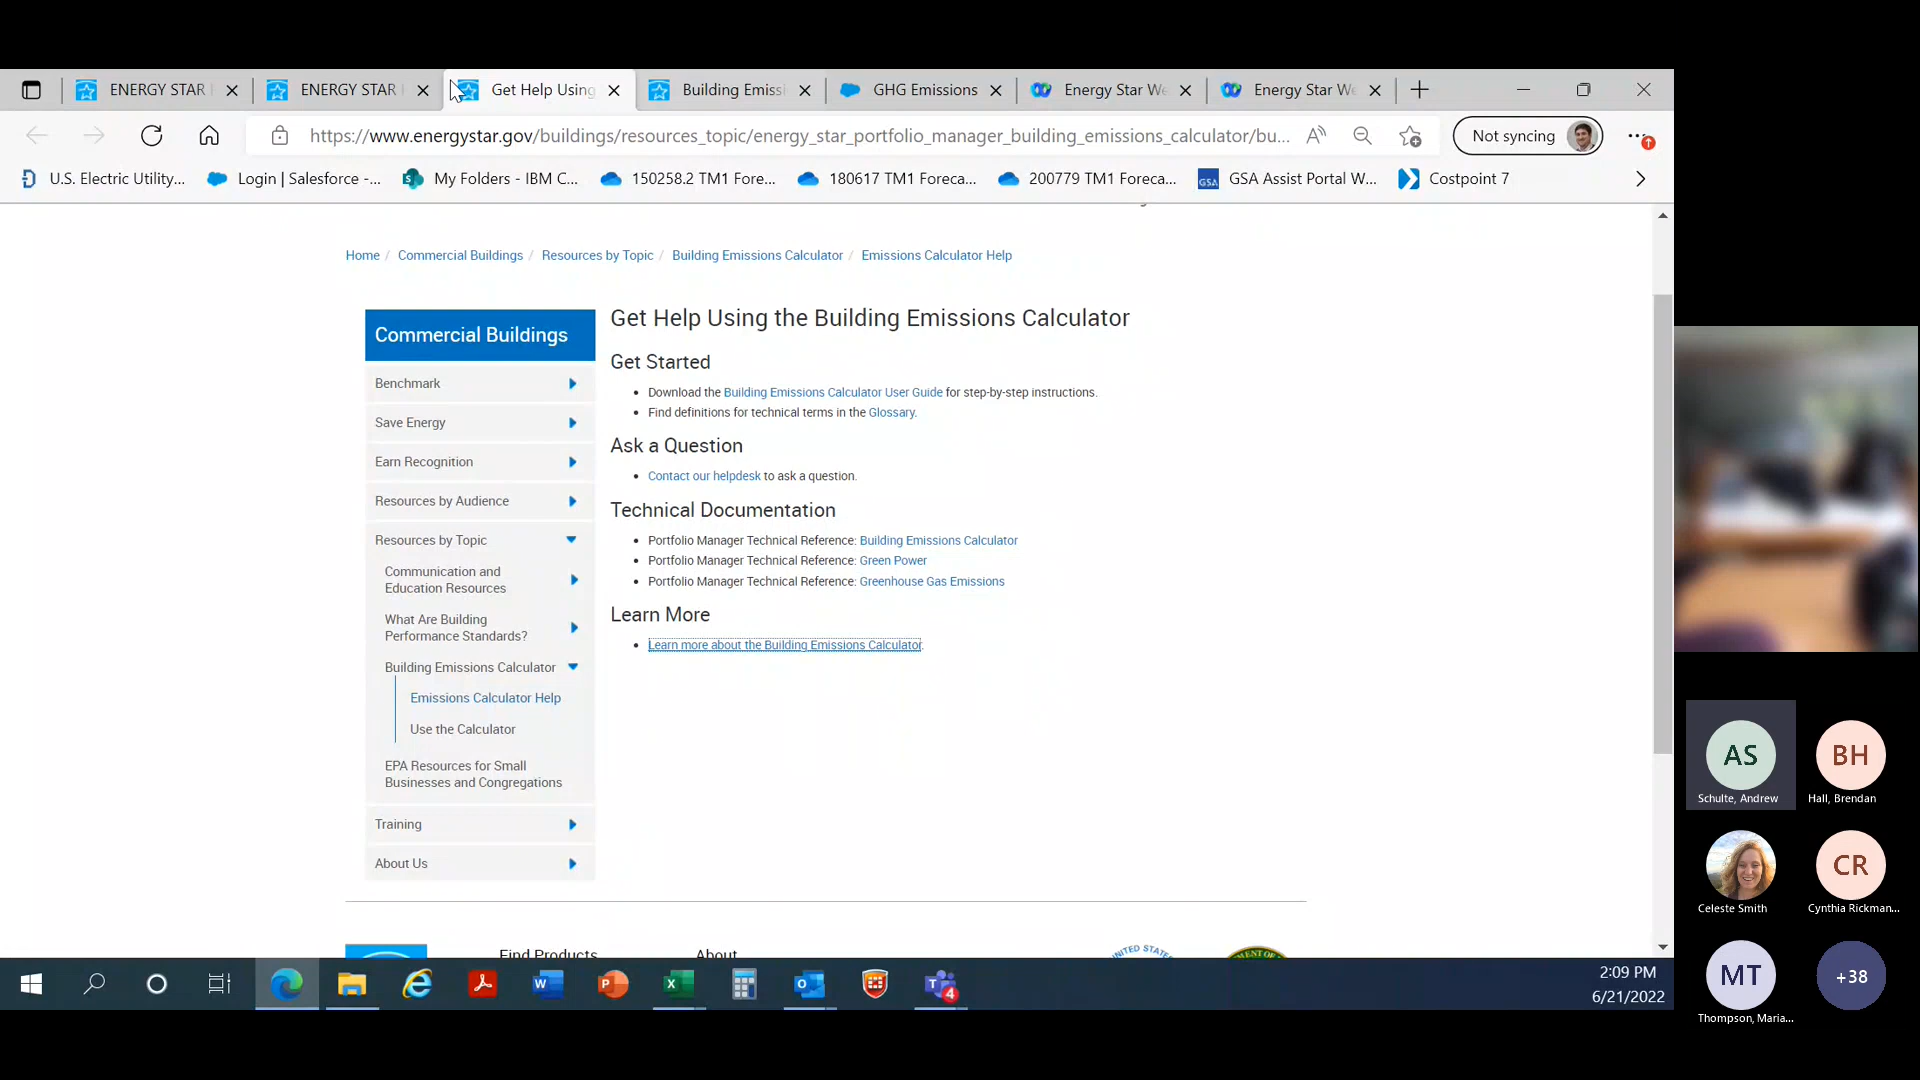 ENERGY STAR
ENERGY STAR
Get Help Using
Building Emissi
GHG Emissions
Energy Star We
Energy Star We
https://www.energystar.gov/buildings/resources_topic/energy_star_portfolio_manager_building_emissions_calculator/bu...
Not syncing
U.S. Electric Utility...
Login | Salesforce -...
My Folders - IBM C...
150258.2 TM1 Fore...
180617 TM1 Foreca...
200779 TM1 Foreca...
GSA
GSA Assist Portal W...
Costpoint 7
Home / Commercial Buildings / Resources by Topic / Building Emissions Calculator / Emissions Calculator Help
Commercial Buildings
Benchmark
Save Energy
Earn Recognition
Resources by Audience
Resources by Topic
Communication and
Education Resources
What Are Building
Performance Standards?
Building Emissions Calculator
Emissions Calculator Help
Use the Calculator
EPA Resources for Small
Businesses and Congregations
Training
About Us
Get Help Using the Building Emissions Calculator
Get Started
Download the Building Emissions Calculator User Guide for step-by-step instructions.
Find definitions for technical terms in the Glossary.
Ask a Question
Contact our helpdesk to ask a question.
Technical Documentation
Portfolio Manager Technical Reference: Building Emissions Calculator
Portfolio Manager Technical Reference: Green Power
Portfolio Manager Technical Reference: Greenhouse Gas Emissions
Learn More
Learn more about the Building Emissions Calculator.
Find Products
About
UNITED STATES
2:09 PM
6/21/2022
4
AS
Schulte, Andrew
BH
Hall, Brendan
Celeste Smith
CR
Cynthia Rickman...
MT
Thompson, Maria...
+38